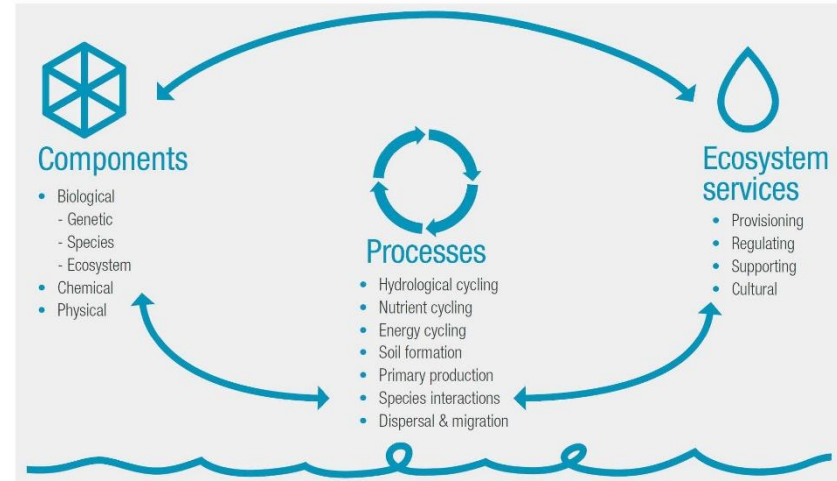 Components
• Biological
- Genetic
- Species
- Ecosystem
• Chemical
• Physical
Processes
• Hydrological cycling
• Nutrient cycling
• Energy cycling
• Soil formation
• Primary production
• Species interactions
• Dispersal & migration
Ecosystem
services
• Provisioning
• Regulating
• Supporting
• Cultural